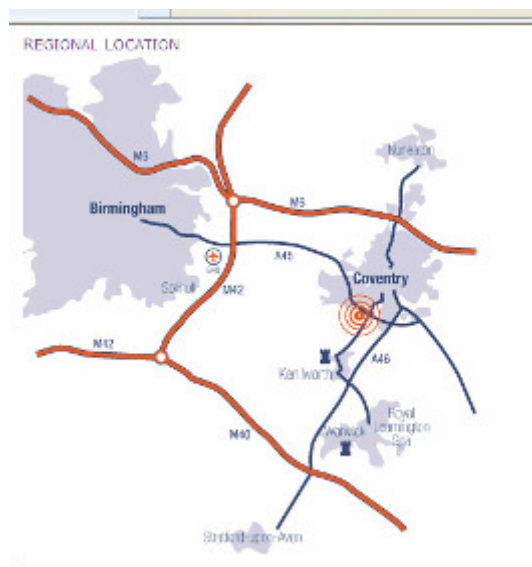 REGIONAL LOCATION
Nuneaton
M6
M6
Birmingham
A45
Coventry
Solihull
M42
M42
A46
Kenilworth
Royal
Leamington
Spa
Warwick
M40
Stratford-upon-Avon